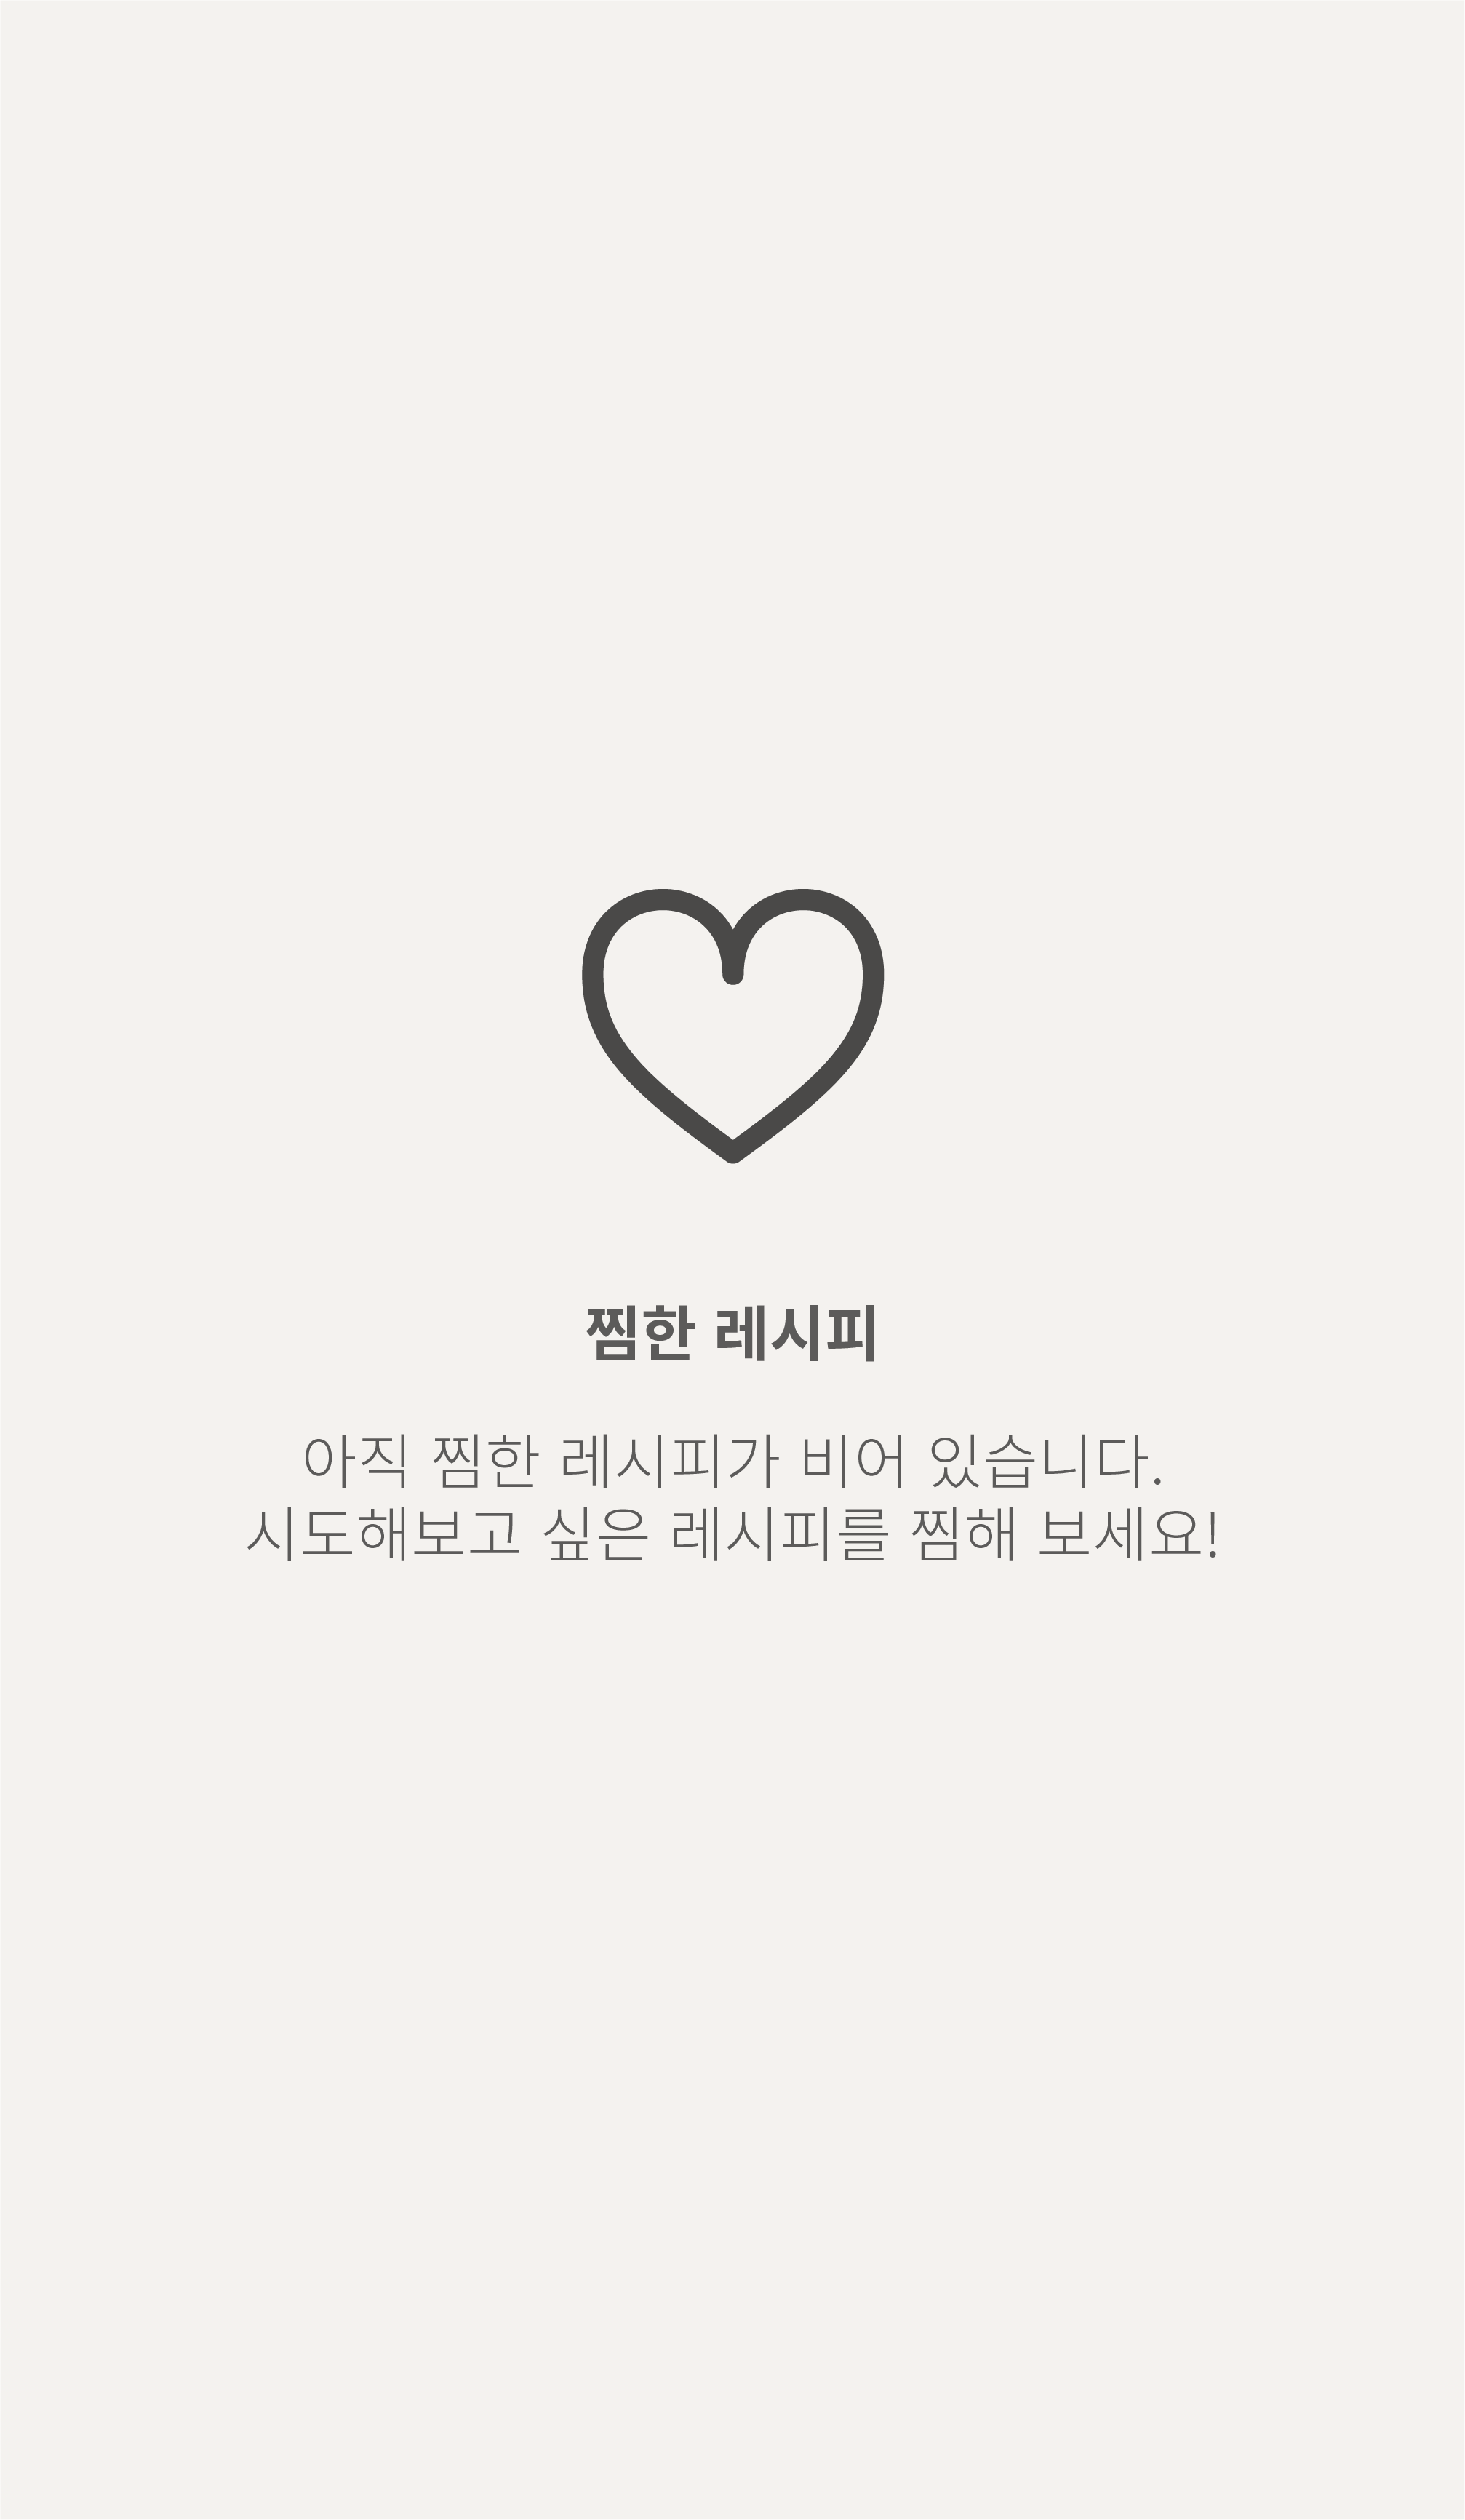 찜한 레시피
아직 찜한 레시피가 비어 있습니다.
시도해보고 싶은 레시피를 찜해 보세요!